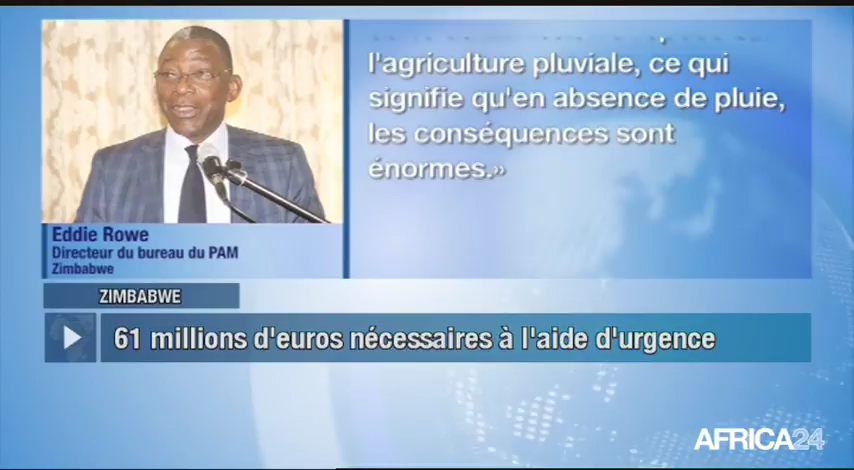 l'agriculture pluviale, ce qui
signifie qu'en absence de pluie,
les conséquences sont
énormes.»
Eddie Rowe
Directeur du bureau du PAM
Zimbabwe
ZIMBABWE
61 millions d'euros nécessaires à l'aide d'urgence
AFRICA24